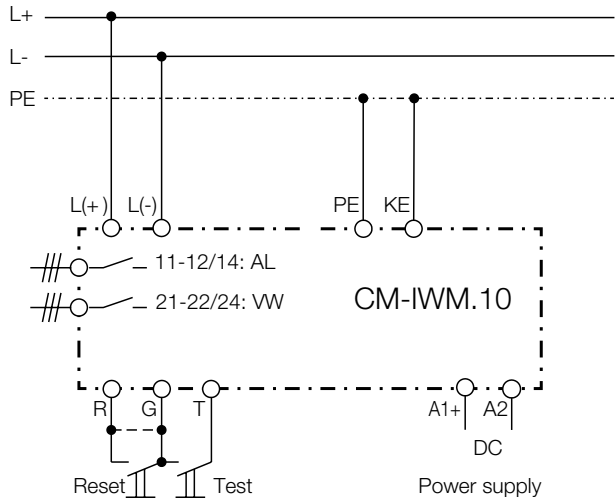 L+
L-
PE
L(+) L(-) PE KE
11-12/14: AL
21-22/24: VW
CM-IWM.10
R G T A1+ A2
DC
Reset Test Power supply